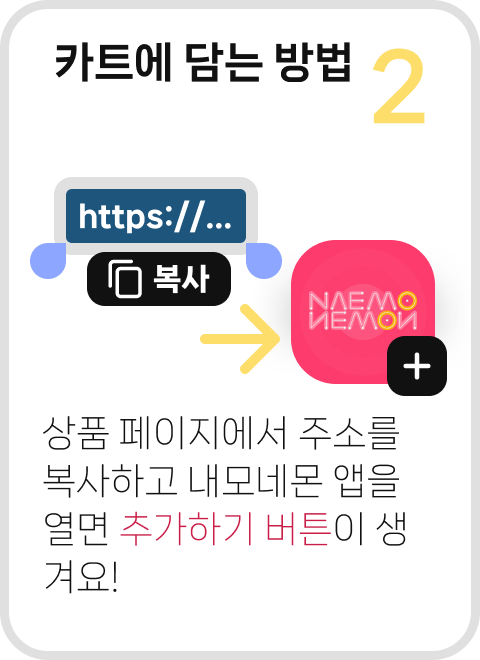 카트에 담는 방법
2
https://...
복사
NAEMO
NEMON
상품 페이지에서 주소를
복사하고 내모네몬 앱을
열면 추가하기 버튼이 생
겨요!